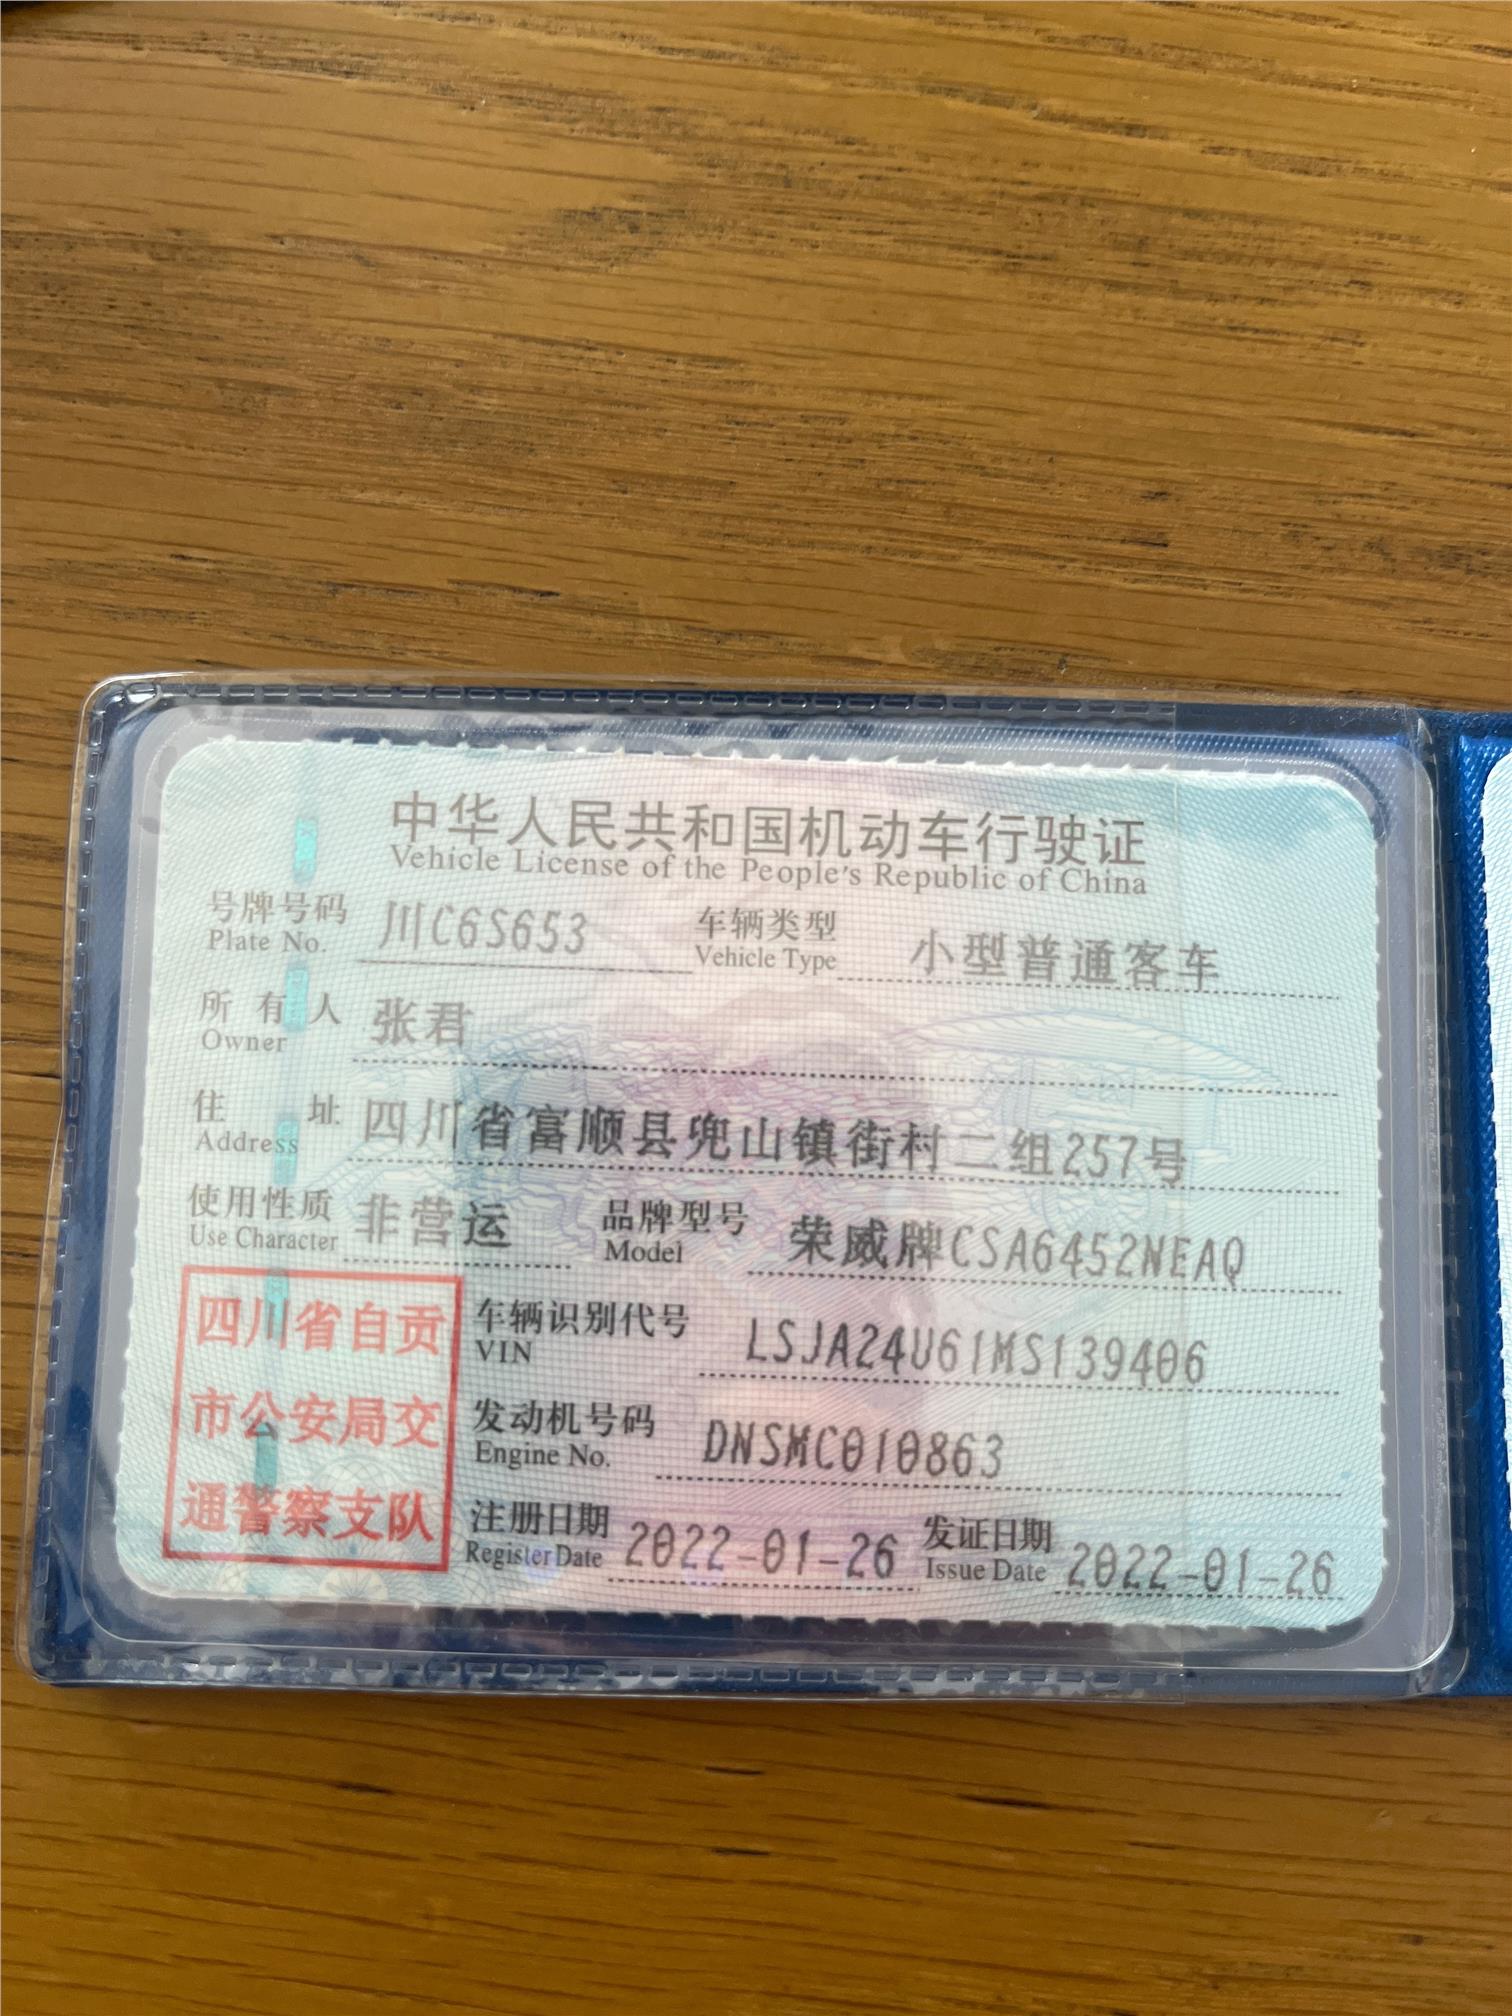 中华人民共和国机动车行驶证
Vehicle License of the People's Republic of China
号牌号码 川C6S653 车辆类型 小型普通客车
Plate No. Vehicle Type
所有人 张君
Owner
住址 四川省富顺县兜山镇街村二组257号
Address
使用性质 非营运 品牌型号 荣威牌CSA6452NEAQ
Use Character Model
四川省自贡
市公安局交
通警察支队
车辆识别代号 LSJA24U61MS139406
VIN
发动机号码 DNSMC010863
Engine No.
注册日期 2022-01-26 发证日期 2022-01-26
Register Date Issue Date